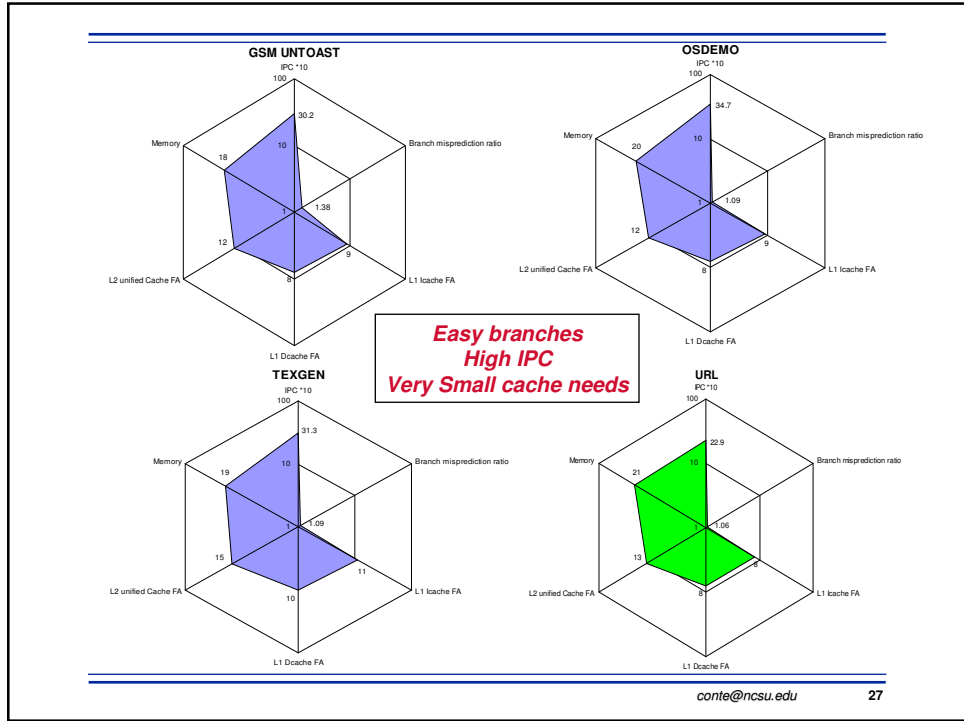 GSM UNTOAST
IPC *10
100
30.2
Memory
Branch misprediction ratio
18
10
1
1.38
12
9
L2 unified Cache FA
8
L1 Icache FA
L1 Dcache FA
OSDEMO
IPC *10
100
34.7
Memory
Branch misprediction ratio
20
10
1
1.09
12
9
L2 unified Cache FA
8
L1 Icache FA
L1 Dcache FA
Easy branches
High IPC
Very Small cache needs
TEXGEN
IPC *10
100
31.3
Memory
Branch misprediction ratio
19
10
1
1.09
15
11
L2 unified Cache FA
10
L1 Icache FA
L1 Dcache FA
URL
IPC *10
100
22.9
Memory
Branch misprediction ratio
21
10
1
1.06
13
8
L2 unified Cache FA
8
L1 Icache FA
L1 Dcache FA
conte@ncsu.edu 27